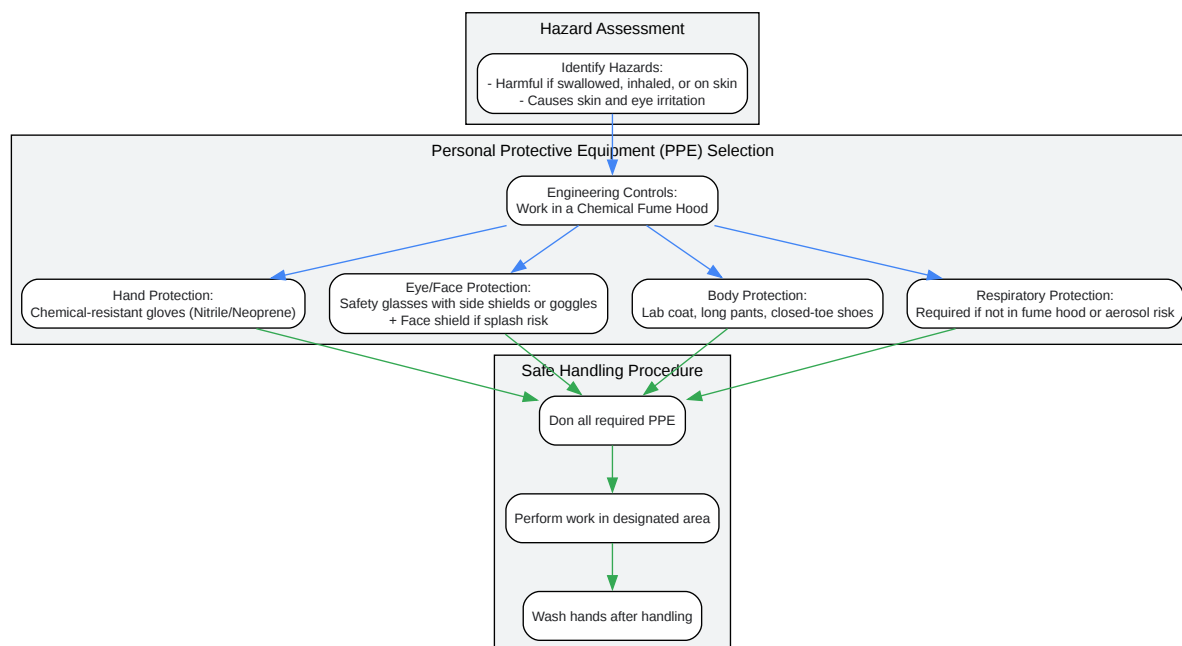 Hazard Assessment
Identify Hazards:
- Harmful if swallowed, inhaled, or on skin
- Causes skin and eye irritation
Personal Protective Equipment (PPE) Selection
Engineering Controls:
Work in a Chemical Fume Hood
Hand Protection:
Chemical-resistant gloves (Nitrile/Neoprene)
Eye/Face Protection:
Safety glasses with side shields or goggles
+ Face shield if splash risk
Body Protection:
Lab coat, long pants, closed-toe shoes
Respiratory Protection:
Required if not in fume hood or aerosol risk
Safe Handling Procedure
Don all required PPE
Perform work in designated area
Wash hands after handling